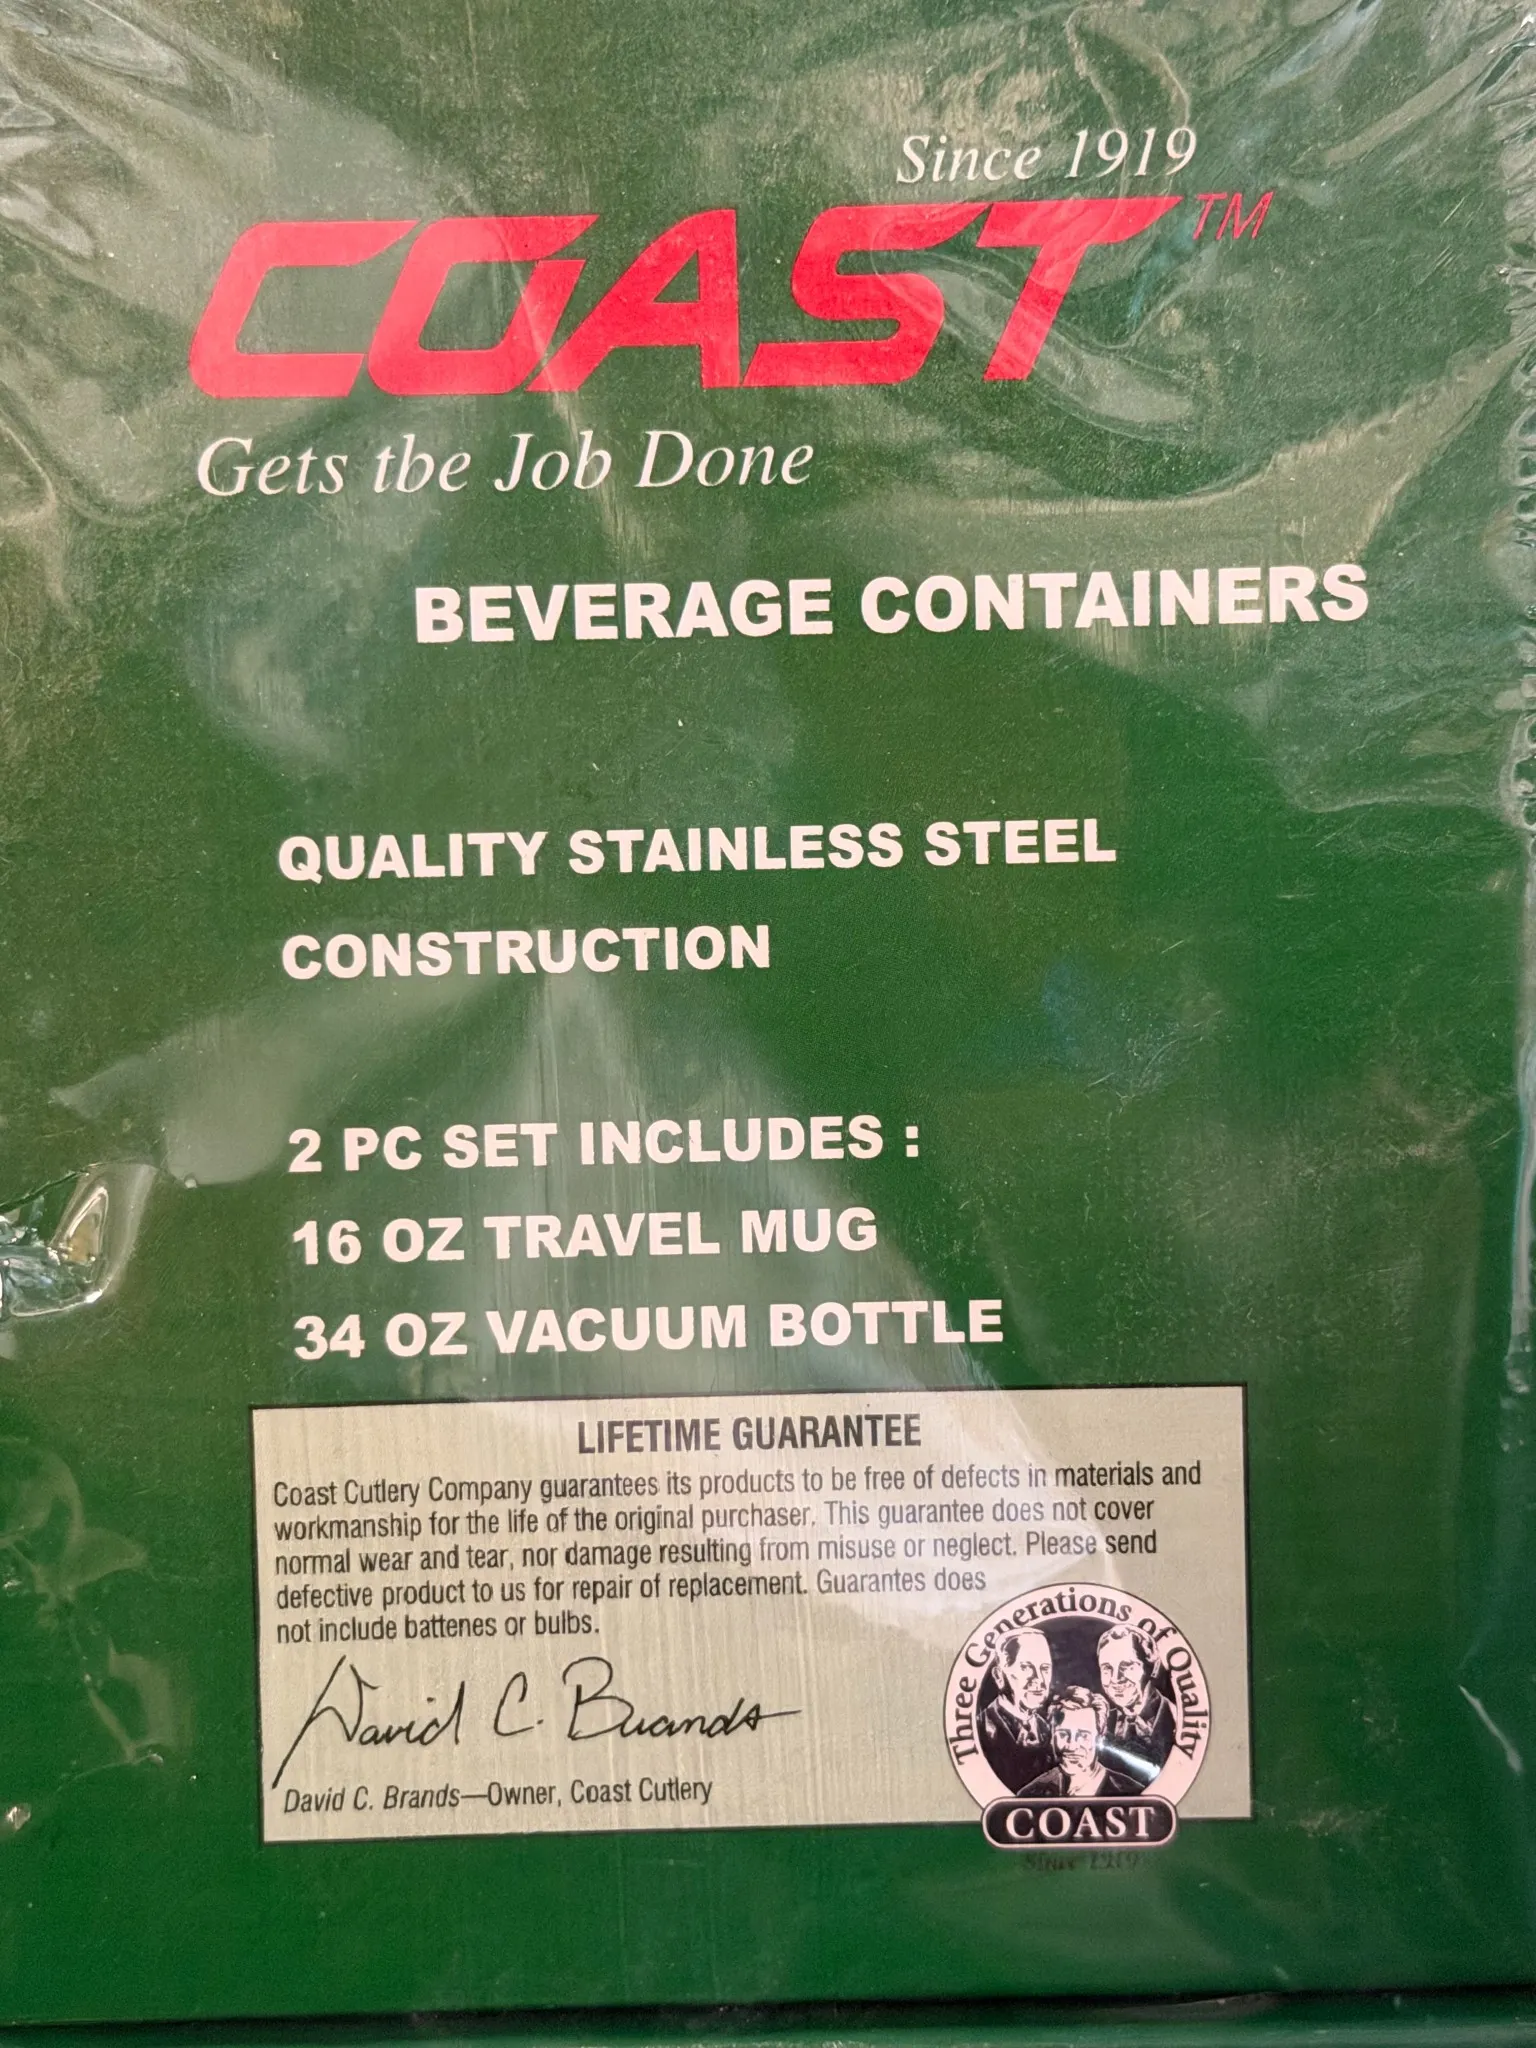 Since 1919
COAST™
Gets tbe Job Done
BEVERAGE CONTAINERS
QUALITY STAINLESS STEEL
CONSTRUCTION
2 PC SET INCLUDES :
16 OZ TRAVEL MUG
34 OZ VACUUM BOTTLE
LIFETIME GUARANTEE
Coast Cutlery Company guarantees its products to be free of defects in materials and
workmanship for the life of the original purchaser. This guarantee does not cover
normal wear and tear, nor damage resulting from misuse or neglect. Please send
defective product to us for repair of replacement. Guarantes does
not include battenes or bulbs.
David C. Brands
David C. Brands—Owner, Coast Cutlery
Three Generations of Quality
COAST
Since 1919